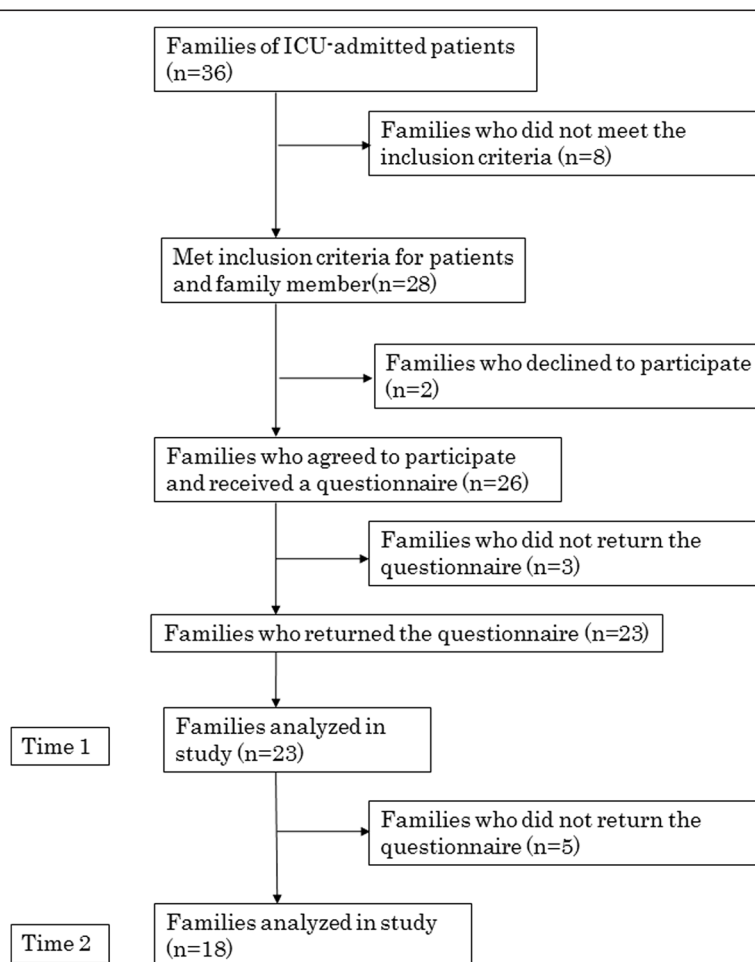 Families of ICU-admitted patients
(n=36)
Families who did not meet the
inclusion criteria (n=8)
Met inclusion criteria for patients
and family member(n=28)
Families who declined to participate
(n=2)
Families who agreed to participate
and received a questionnaire (n=26)
Families who did not return the
questionnaire (n=3)
Families who returned the questionnaire (n=23)
Time 1
Families analyzed in
study (n=23)
Families who did not return the
questionnaire (n=5)
Time 2
Families analyzed in study
(n=18)